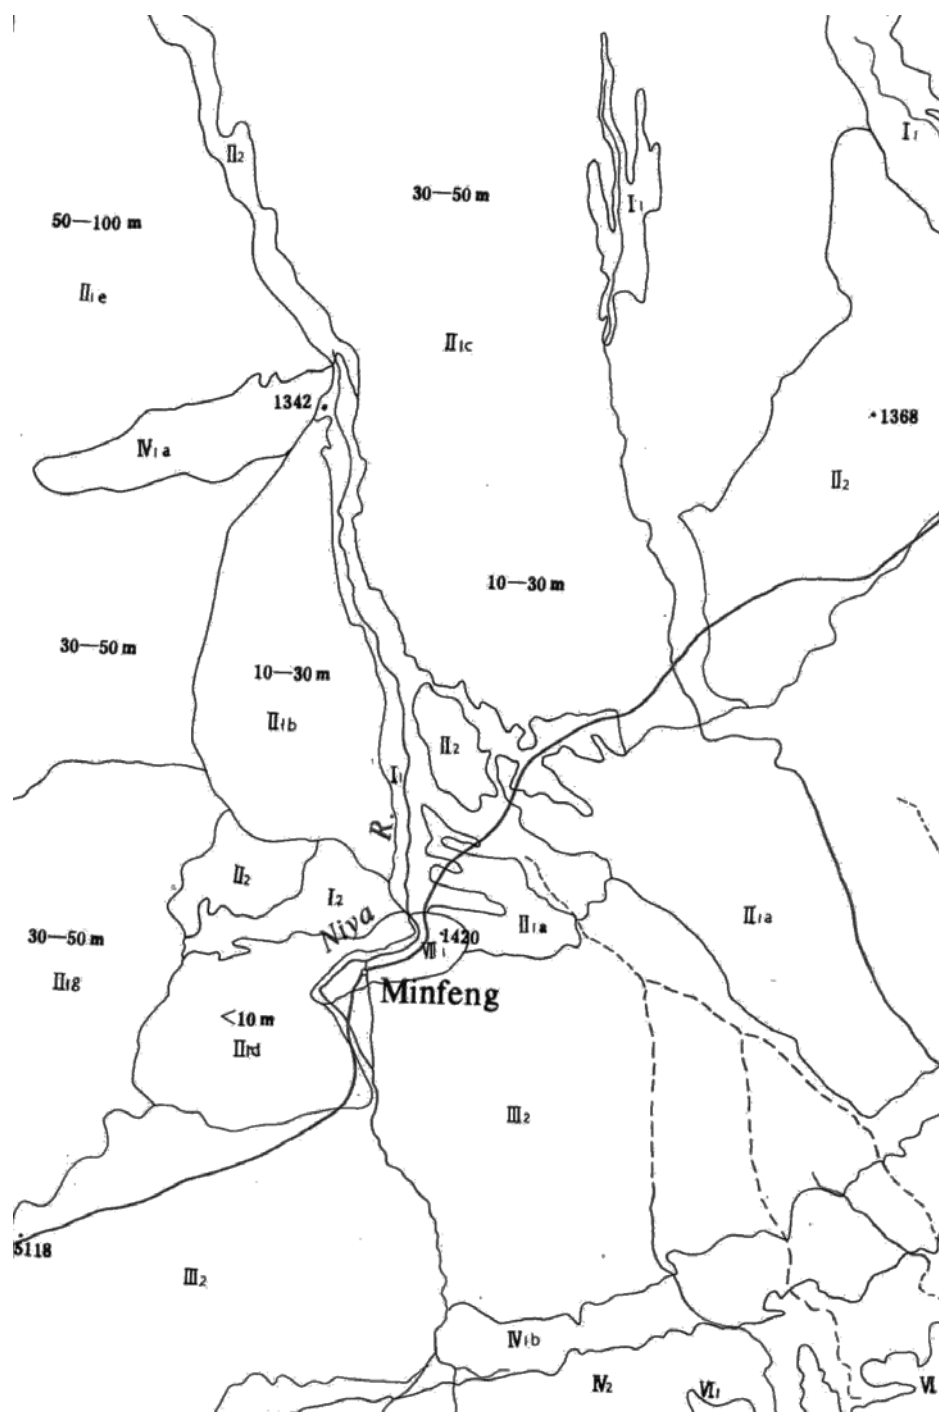 I₁
II₂
30—50 m
I₁
50—100 m
II₁e
II₁c
1342
1368
IV₁a
II₂
10—30 m
30—50 m
10—30 m
II₁b
II₂
I₁
R.
II₂
I₂
Niya
II₁a
II₁a
30—50 m
1420
VII₁
II₁g
Minfeng
<10 m
II₁d
III₂
5118
III₂
IV₁b
IV₂
VI₁
VI